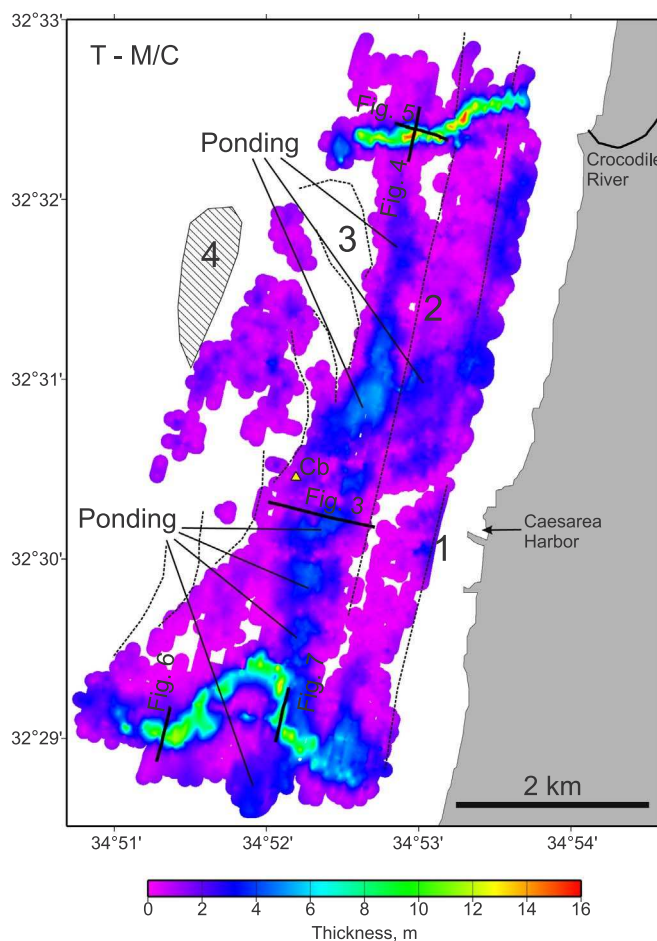 32°33'
T - M/C
Fig. 5
Ponding
Crocodile
River
32°32'
Fig. 4
3
4
2
32°31'
Cb
Fig. 3
Ponding
1
Caesarea
Harbor
32°30'
Fig. 6
Fig. 7
32°29'
2 km
34°51' 34°52' 34°53' 34°54'
0 2 4 6 8 10 12 14 16
Thickness, m